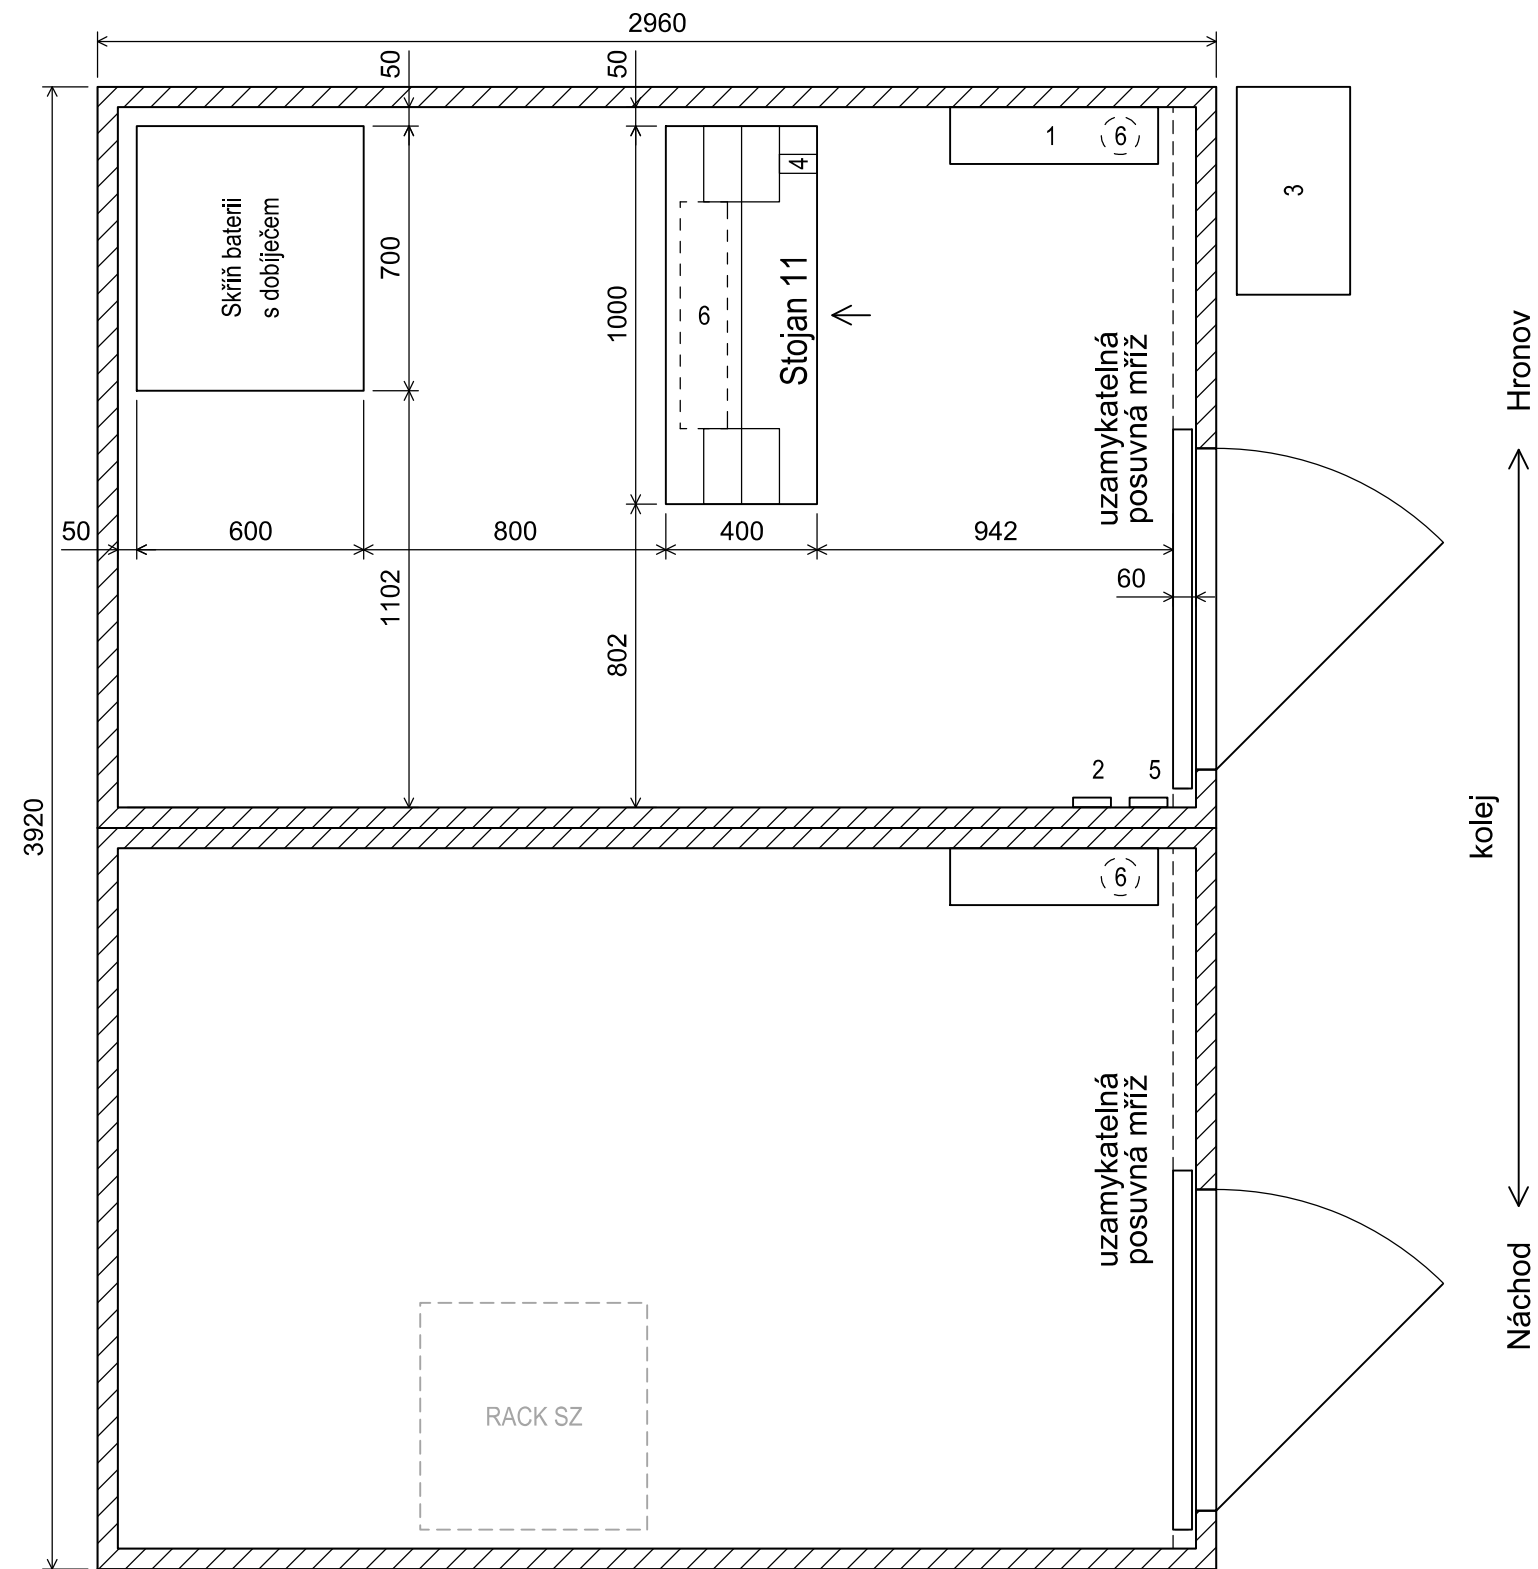 2960
50
50
1
6
4
3
Skříň baterii
s dobíječem
700
1000
6
Stojan 11
uzamykatelná
posuvná mříž
Hronov
50
600
800
400
942
60
1102
802
2
5
3920
kolej
6
uzamykatelná
posuvná mříž
Náchod
RACK SZ